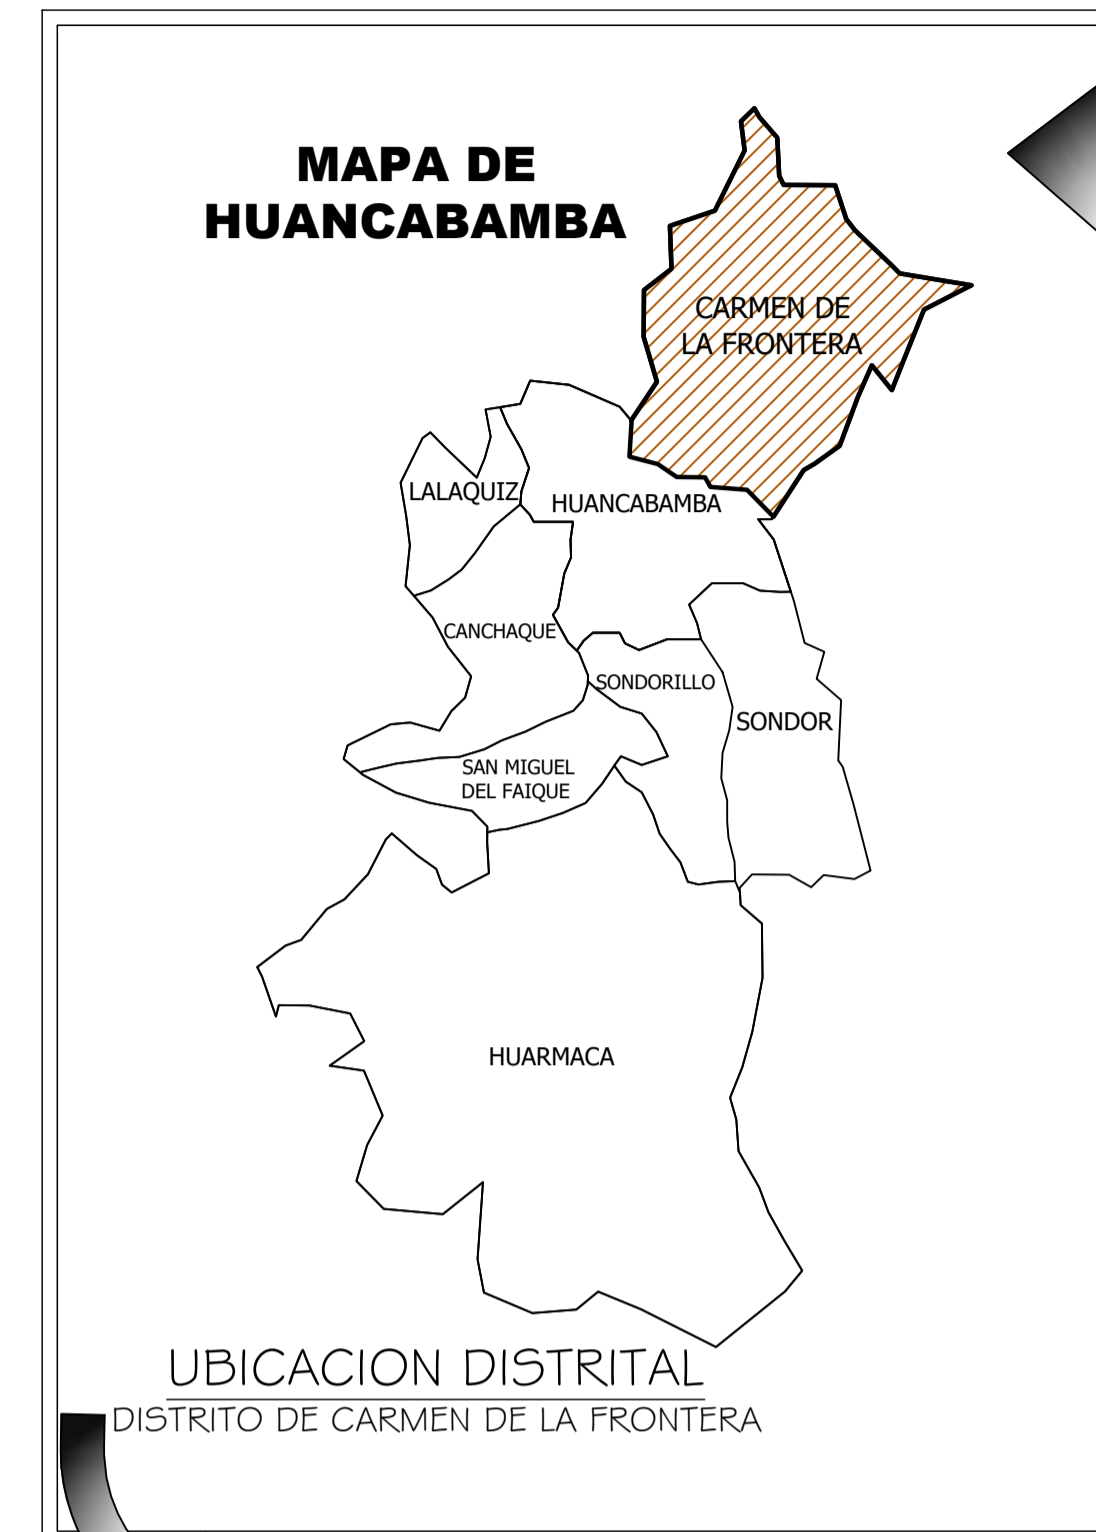 MAPA DE
HUANCABAMBA
CARMEN DE
LA FRONTERA
LALAQUIZ
HUANCABAMBA
CANCHAQUE
SONDORILLO
SONDOR
SAN MIGUEL
DEL FAIQUE
HUARMACA
UBICACION DISTRITAL
DISTRITO DE CARMEN DE LA FRONTERA